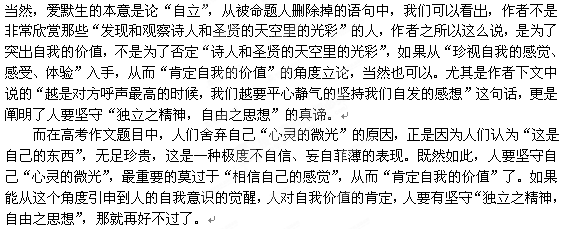 当然，爱默生的本意是论“自立”，从被命题人删除掉的语句中，我们可以看出，作者不是
非常欣赏那些“发现和观察诗人和圣贤的天空里的光彩”的人，作者之所以这么说，是为了
突出自我的价值，不是为了否定“诗人和圣贤的天空里的光彩”，如果从“珍视自我的感觉、
感受、体验”入手，从而“肯定自我的价值”的角度立论，当然也可以。尤其是作者下文中
说的“越是对方呼声最高的时候，我们越要平心静气的坚持我们自发的感想”这句话，更是
阐明了人要坚守“独立之精神，自由之思想”的真谛。
而在高考作文题目中，人们舍弃自己“心灵的微光”的原因，正是因为人们认为“这是
自己的东西”，无足珍贵，这是一种极度不自信、妄自菲薄的表现。既然如此，人要坚守自
己“心灵的微光”，最重要的莫过于“相信自己的感觉”，从而“肯定自我的价值”了。如果
能从这个角度引申到人的自我意识的觉醒，人对自我价值的肯定，人要有坚守“独立之精神，
自由之思想”，那就再好不过了。